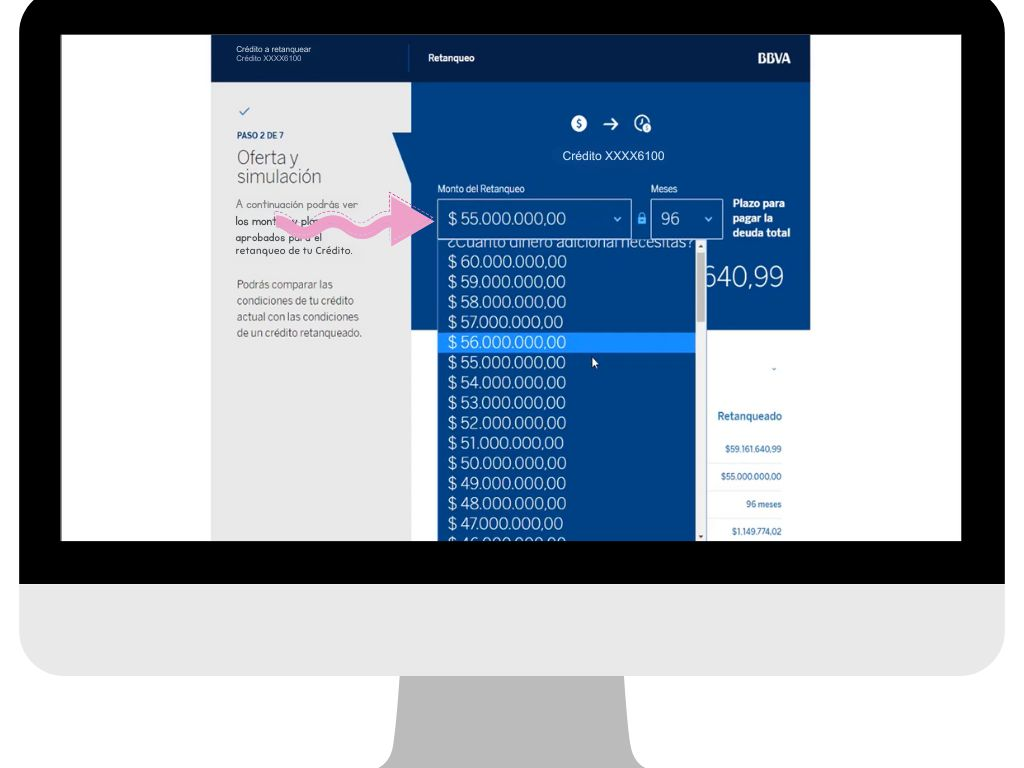 Crédito a retanquear
Crédito XXXX6100
Retanqueo
BBVA
PASO 2 DE 7
Oferta y
simulación
A continuación podrás ver
los
aprobados el
retanqueo de tu Crédito.
Podrás comparar las
condiciones de tu crédito
actual con las condiciones
de un crédito retanqueado.
Crédito XXXX6100
Monto del Retanqueo
Meses
$ 55.000.000,00
96
Plazo para
pagar la
deuda total
¿Cuánto dinero adicional necesitas?
$ 60.000.000,00
$ 59.000.000,00
$ 58.000.000,00
$ 57.000.000,00
$ 56.000.000,00
$ 55.000.000,00
$ 54.000.000,00
$ 53.000.000,00
$ 52.000.000,00
$ 51.000.000,00
$ 50.000.000,00
$ 49.000.000,00
$ 48.000.000,00
$ 47.000.000,00
640,99
Retanqueado
$59.161.640,99
$55.000.000,00
96 meses
$1.149.774,02